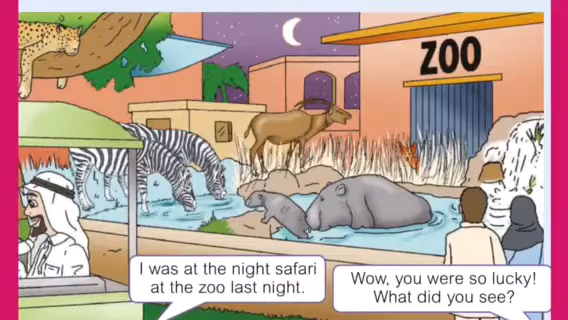 ZOO
I was at the night safari
at the zoo last night.
Wow, you were so lucky!
What did you see?